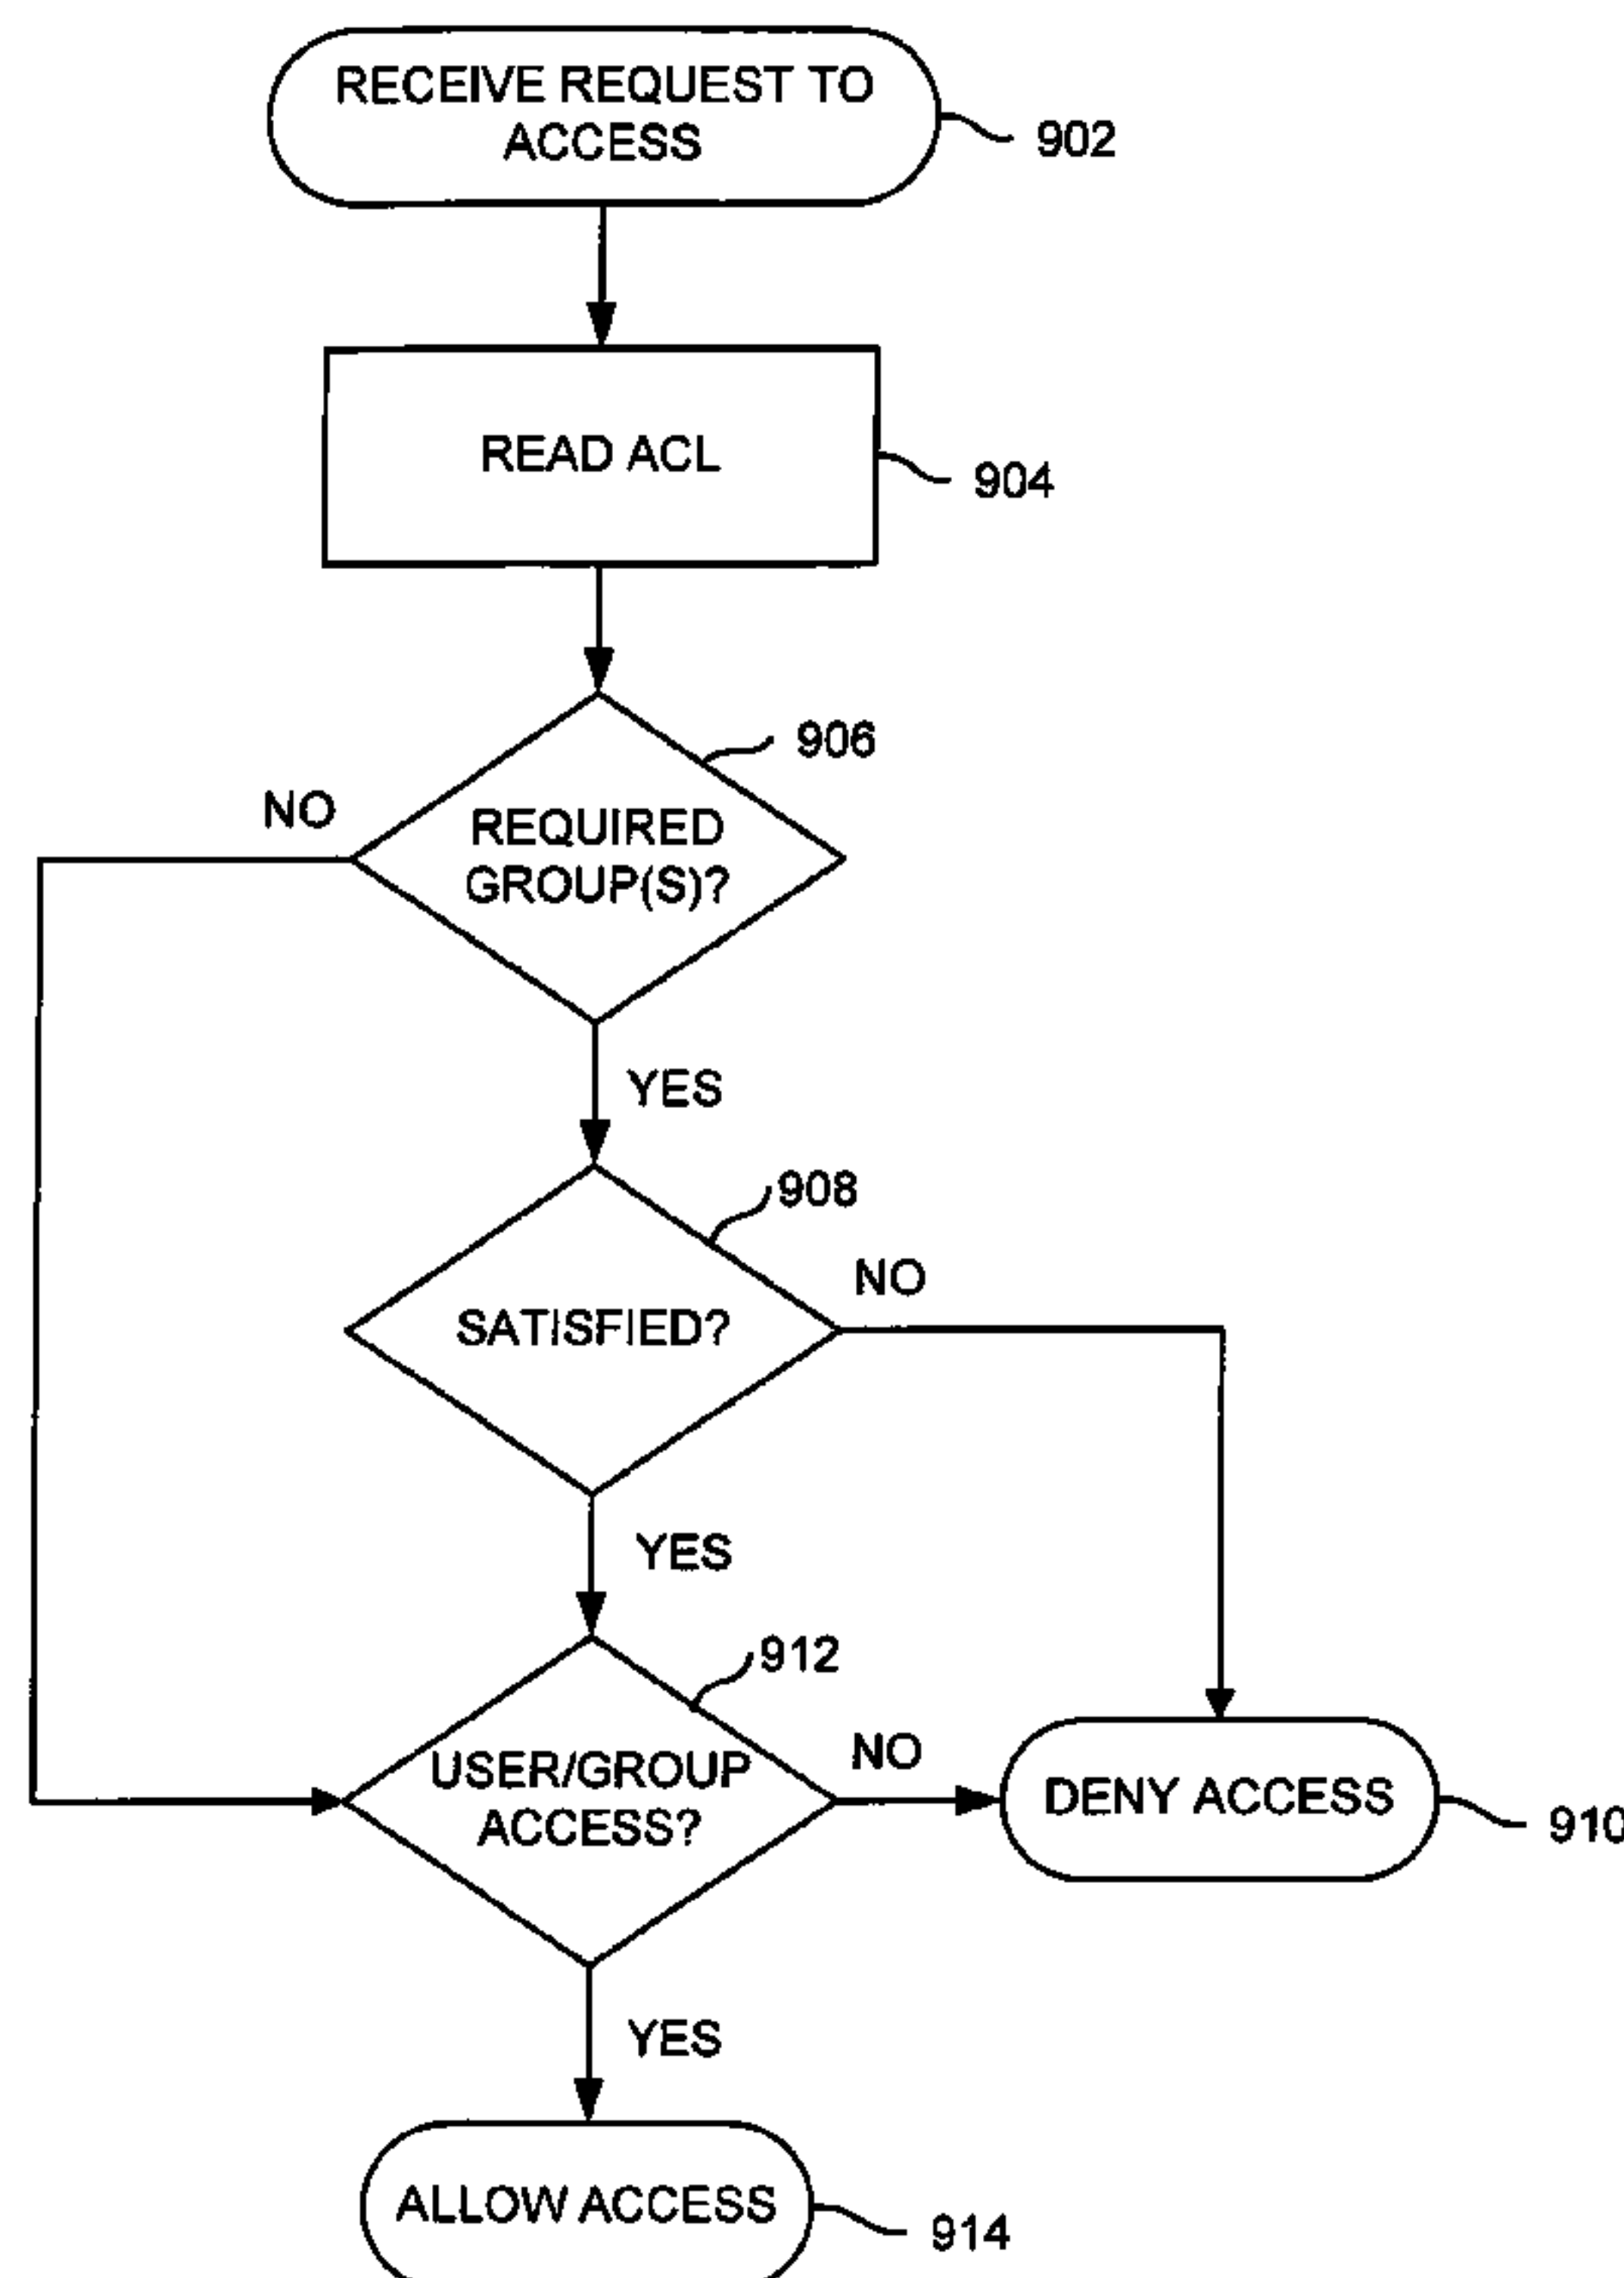 RECEIVE REQUEST TO
ACCESS
902
READ ACL
904
906
NO
REQUIRED
GROUP(S)?
YES
908
NO
SATISFIED?
YES
912
NO
USER/GROUP
ACCESS?
DENY ACCESS
910
YES
ALLOW ACCESS
914